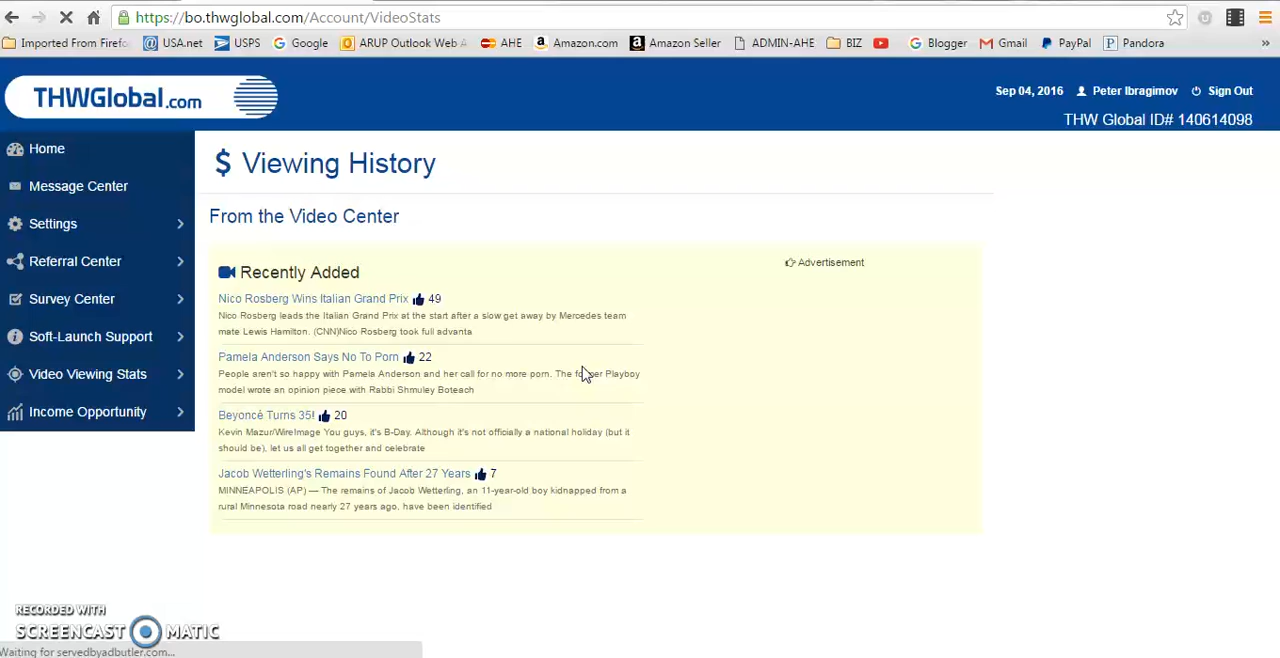 https://bo.thwglobal.com/Account/VideoStats
Imported From Firefo USA.net USPS Google ARUP Outlook Web A AHE Amazon.com Amazon Seller ADMIN-AHE BIZ Blogger Gmail PayPal Pandora »
THWGlobal.com
Sep 04, 2016 Peter Ibragimov Sign Out
THW Global ID# 140614098
Home
Message Center
Settings
Referral Center
Survey Center
Soft-Launch Support
Video Viewing Stats
Income Opportunity
$ Viewing History
From the Video Center
Recently Added
Advertisement
Nico Rosberg Wins Italian Grand Prix 49
Nico Rosberg leads the Italian Grand Prix at the start after a slow get away by Mercedes team
mate Lewis Hamilton. (CNN)Nico Rosberg took full advanta
Pamela Anderson Says No To Porn 22
People aren't so happy with Pamela Anderson and her call for no more porn. The Playboy
model wrote an opinion piece with Rabbi Shmuley Boteach
Beyoncé Turns 35! 20
Kevin Mazur/WireImage You guys, it's B-Day. Although it's not officially a national holiday (but it
should be), let us all get together and celebrate
Jacob Wetterling's Remains Found After 27 Years 7
MINNEAPOLIS (AP) — The remains of Jacob Wetterling, an 11-year-old boy kidnapped from a
rural Minnesota road nearly 27 years ago, have been identified
RECORDED WITH
SCREENCAST MATIC
Waiting for servedbyadbutler.com...